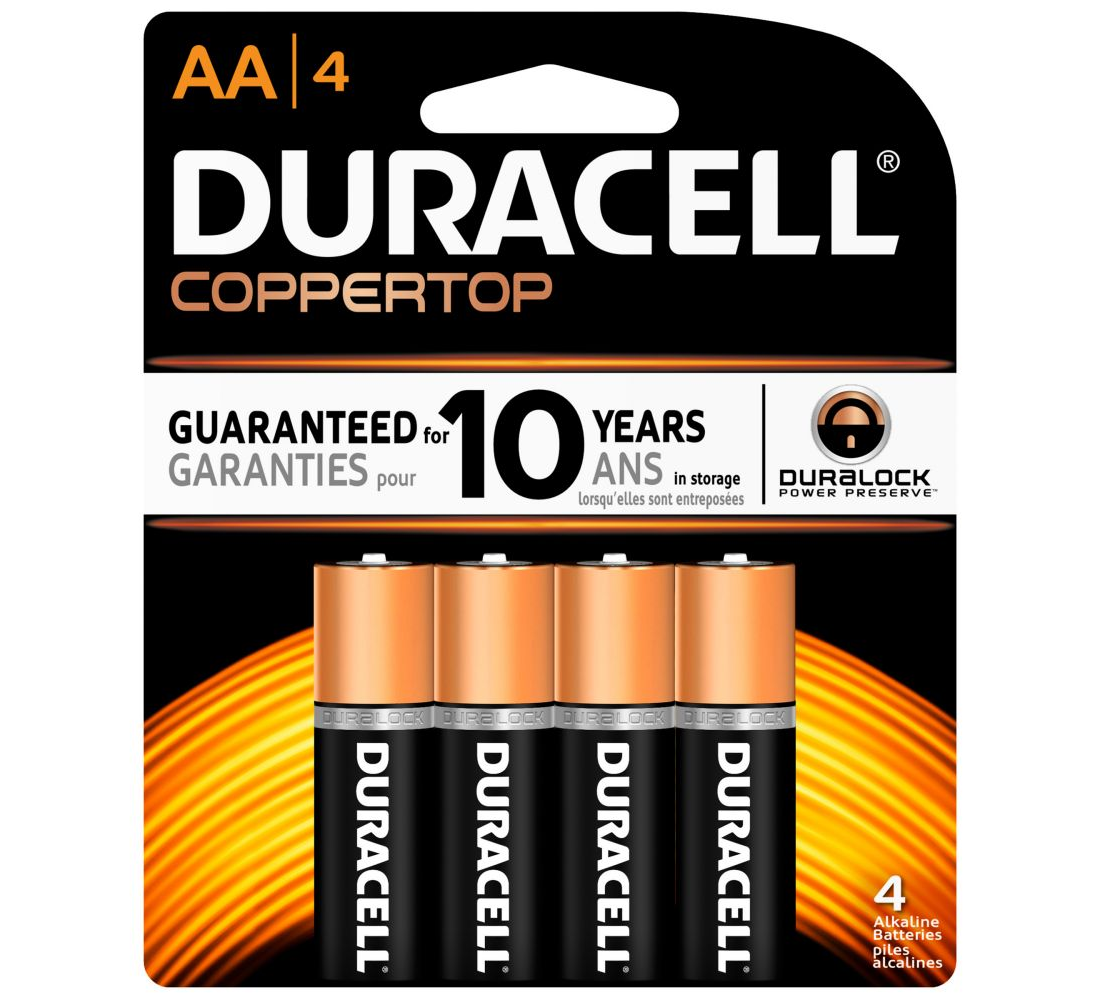 AA | 4
DURACELL®
COPPERTOP
GUARANTEED for 10 YEARS
GARANTIES pour ANS in storage
lorsqu'elles sont entreposées
DURALOCK
POWER PRESERVE™
DURALOCK DURALOCK DURALOCK DURALOCK
DURACELL®
DURACELL®
DURACELL®
DURACELL®
4
Alkaline
Batteries
piles
alcalines